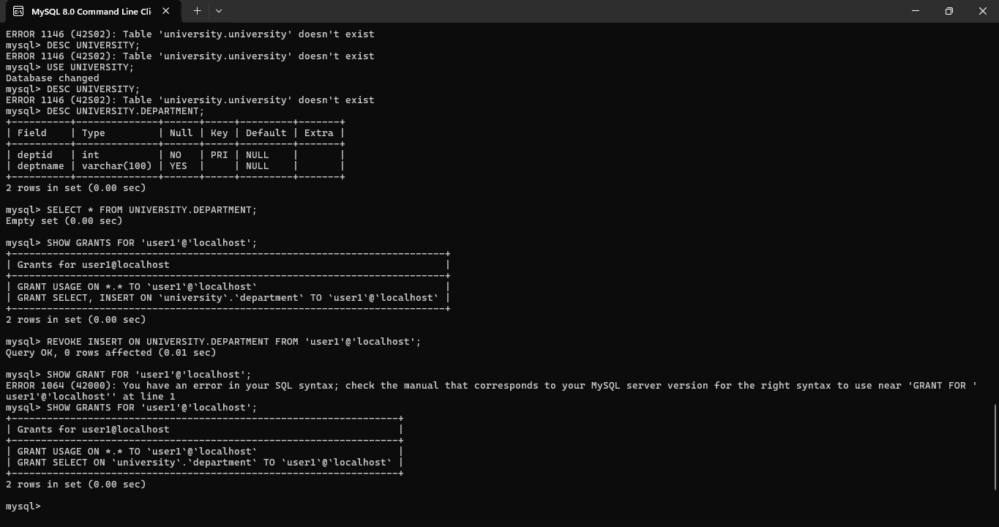 MySQL 8.0 Command Line Cli
ERROR 1146 (42S02): Table 'university.university' doesn't exist
mysql> DESC UNIVERSITY;
ERROR 1146 (42S02): Table 'university.university' doesn't exist
mysql> USE UNIVERSITY;
Database changed
mysql> DESC UNIVERSITY;
ERROR 1146 (42S02): Table 'university.university' doesn't exist
mysql> DESC UNIVERSITY.DEPARTMENT;
+----------+--------------+------+-----+---------+-------+
| Field    | Type         | Null | Key | Default | Extra |
+----------+--------------+------+-----+---------+-------+
| deptid   | int          | NO   | PRI | NULL    |       |
| deptname | varchar(100) | YES  |     | NULL    |       |
+----------+--------------+------+-----+---------+-------+
2 rows in set (0.00 sec)
mysql> SELECT * FROM UNIVERSITY.DEPARTMENT;
Empty set (0.00 sec)
mysql> SHOW GRANTS FOR 'user1'@'localhost';
+--------------------------------------------------------------------------+
| Grants for user1@localhost                                               |
+--------------------------------------------------------------------------+
| GRANT USAGE ON *.* TO `user1`@`localhost`                                |
| GRANT SELECT, INSERT ON `university`.`department` TO `user1`@`localhost` |
+--------------------------------------------------------------------------+
2 rows in set (0.00 sec)
mysql> REVOKE INSERT ON UNIVERSITY.DEPARTMENT FROM 'user1'@'localhost';
Query OK, 0 rows affected (0.01 sec)
mysql> SHOW GRANT FOR 'user1'@'localhost';
ERROR 1064 (42000): You have an error in your SQL syntax; check the manual that corresponds to your MySQL server version for the right syntax to use near 'GRANT FOR '
user1'@'localhost'' at line 1
mysql> SHOW GRANTS FOR 'user1'@'localhost';
+------------------------------------------------------------------+
| Grants for user1@localhost                                       |
+------------------------------------------------------------------+
| GRANT USAGE ON *.* TO `user1`@`localhost`                        |
| GRANT SELECT ON `university`.`department` TO `user1`@`localhost` |
+------------------------------------------------------------------+
2 rows in set (0.00 sec)
mysql>